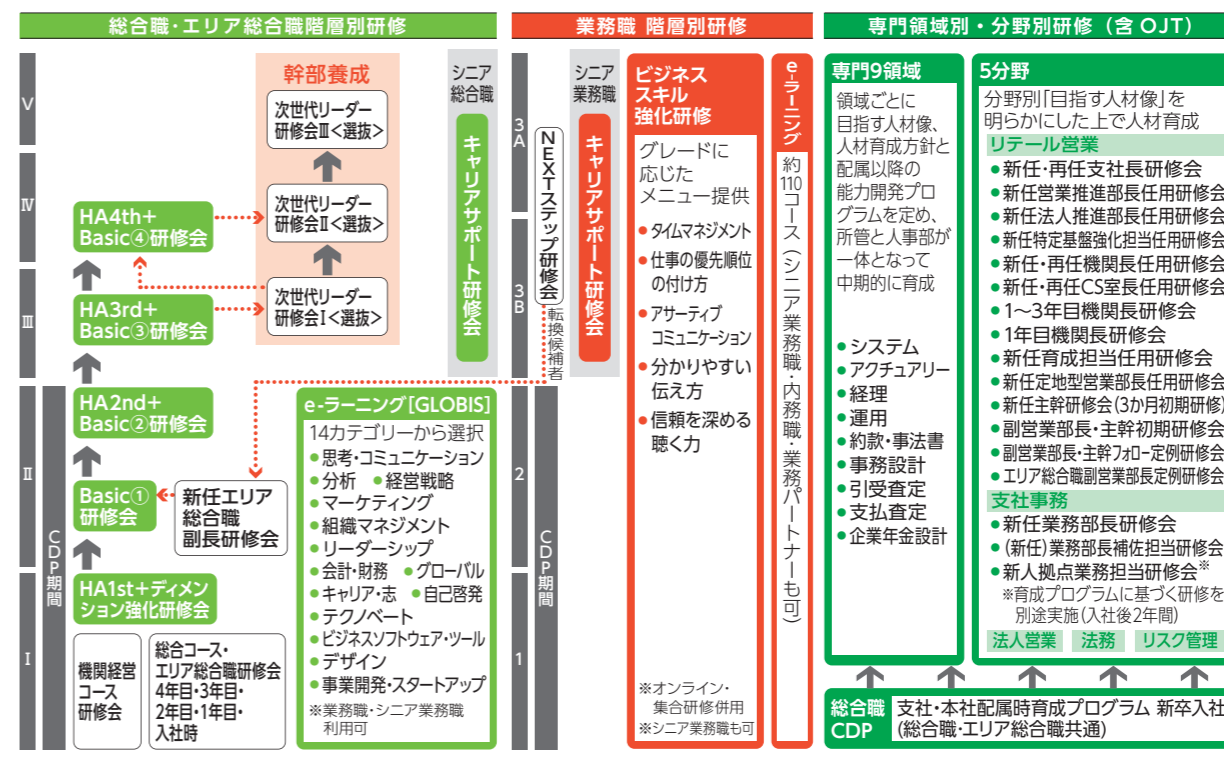 総合職・エリア総合職階層別研修
Ⅴ
Ⅳ
Ⅲ
Ⅱ
Ⅰ
CDP期間
幹部養成
次世代リーダー
研修会Ⅲ<選抜>
次世代リーダー
研修会Ⅱ<選抜>
次世代リーダー
研修会Ⅰ<選抜>
HA4th+
Basic④研修会
HA3rd+
Basic③研修会
HA2nd+
Basic②研修会
Basic①
研修会
新任エリア
総合職
副長研修会
HA1st+ディメン
ション強化研修会
機関経営
コース
研修会
総合コース・
エリア総合職研修会
4年目・3年目・
2年目・1年目・
入社時
シニア
総合職
キャリアサポート研修会
e-ラーニング[GLOBIS]
14カテゴリーから選択
●思考・コミュニケーション
●分析 ●経営戦略
●マーケティング
●組織マネジメント
●リーダーシップ
●会計・財務 ●グローバル
●キャリア・志 ●自己啓発
●テクノベート
●ビジネスソフトウェア・ツール
●デザイン
●事業開発・スタートアップ
※業務職・シニア業務職
利用可
業務職 階層別研修
3A
3B
2
1
CDP期間
NEXTステップ研修会
転換候補者
シニア
業務職
キャリアサポート研修会
ビジネス
スキル
強化研修
グレードに
応じた
メニュー提供
●タイムマネジメント
●仕事の優先順位
の付け方
●アサーティブ
コミュニケーション
●分かりやすい
伝え方
●信頼を深める
聴く力
※オンライン・
集合研修併用
※シニア業務職も可
e-ラーニング
約110コース(シニア業務職・内務職・業務パートナーも可)
専門領域別・分野別研修(含OJT)
専門9領域
領域ごとに
目指す人材像、
人材育成方針と
配属以降の
能力開発プロ
グラムを定め、
所管と人事部が
一体となって
中期的に育成
●システム
●アクチュアリー
●経理
●運用
●約款・事法書
●事務設計
●引受査定
●支払査定
●企業年金設計
5分野
分野別「目指す人材像」を
明らかにした上で人材育成
リテール営業
●新任・再任支社長研修会
●新任営業推進部長任用研修会
●新任法人推進部長任用研修会
●新任特定基盤強化担当任用研修会
●新任・再任機関長任用研修会
●新任・再任CS室長任用研修会
●1〜3年目機関長研修会
●1年目機関長研修会
●新任育成担当任用研修会
●新任定地型営業部長任用研修会
●新任主幹研修会(3か月初期研修)
●副営業部長・主幹初期研修会
●副営業部長・主幹フォロー定例研修会
●エリア総合職副営業部長定例研修会
支社事務
●新任業務部長研修会
●(新任)業務部長補佐担当研修会
●新人拠点業務担当研修会※
※育成プログラムに基づく研修を
別途実施(入社後2年間)
法人営業 法務 リスク管理
総合職
CDP
支社・本社配属時育成プログラム 新卒入社
(総合職・エリア総合職共通)